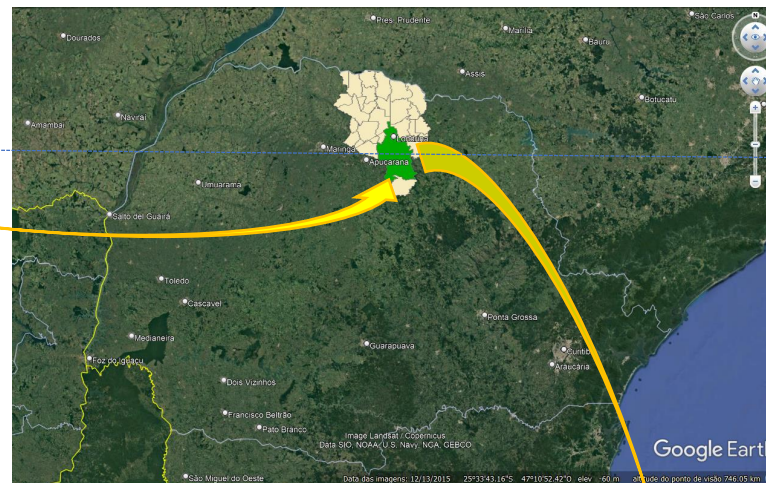 Pres. Prudente
São Carlos
N
Marília
Dourados
Bauru
Assis
Botucatu
Naviraí
Amambai
Londrina
Maringá
Apucarana
Umuarama
Salto del Guairá
Toledo
Cascavel
Ponta Grossa
Medianeira
Guarapuava
Curitib
Foz do Iguaçu
Araucária
Dois Vizinhos
Francisco Beltrão
Pato Branco
Image Landsat / Copernicus
Data SIO, NOAA, U.S. Navy, NGA, GEBCO
Google Eart
São Miguel do Oeste
Data das imagens: 12/13/2015 25°33'43.16"S 47°10'52.42"O elev -60 m altitude do ponto de visão 746.05 km